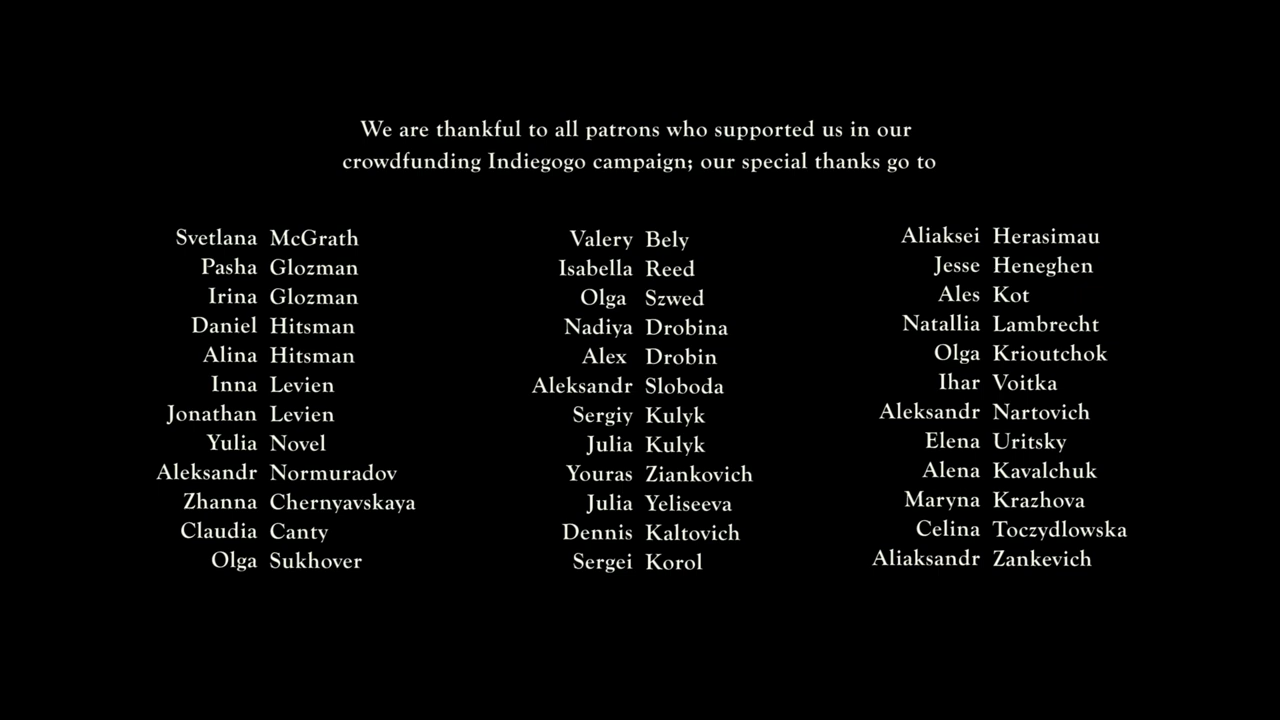 We are thankful to all patrons who supported us in our
crowdfunding Indiegogo campaign; our special thanks go to
Svetlana McGrath
Pasha Glozman
Irina Glozman
Daniel Hitsman
Alina Hitsman
Inna Levien
Jonathan Levien
Yulia Novel
Aleksandr Normuradov
Zhanna Chernyavskaya
Claudia Canty
Olga Sukhover
Valery Bely
Isabella Reed
Olga Szwed
Nadiya Drobina
Alex Drobin
Aleksandr Sloboda
Sergiy Kulyk
Julia Kulyk
Youras Ziankovich
Julia Yeliseeva
Dennis Kaltovich
Sergei Korol
Aliaksei Herasimau
Jesse Heneghen
Ales Kot
Natallia Lambrecht
Olga Krioutchok
Ihar Voitka
Aleksandr Nartovich
Elena Uritsky
Alena Kavalchuk
Maryna Krazhova
Celina Toczydlowska
Aliaksandr Zankevich